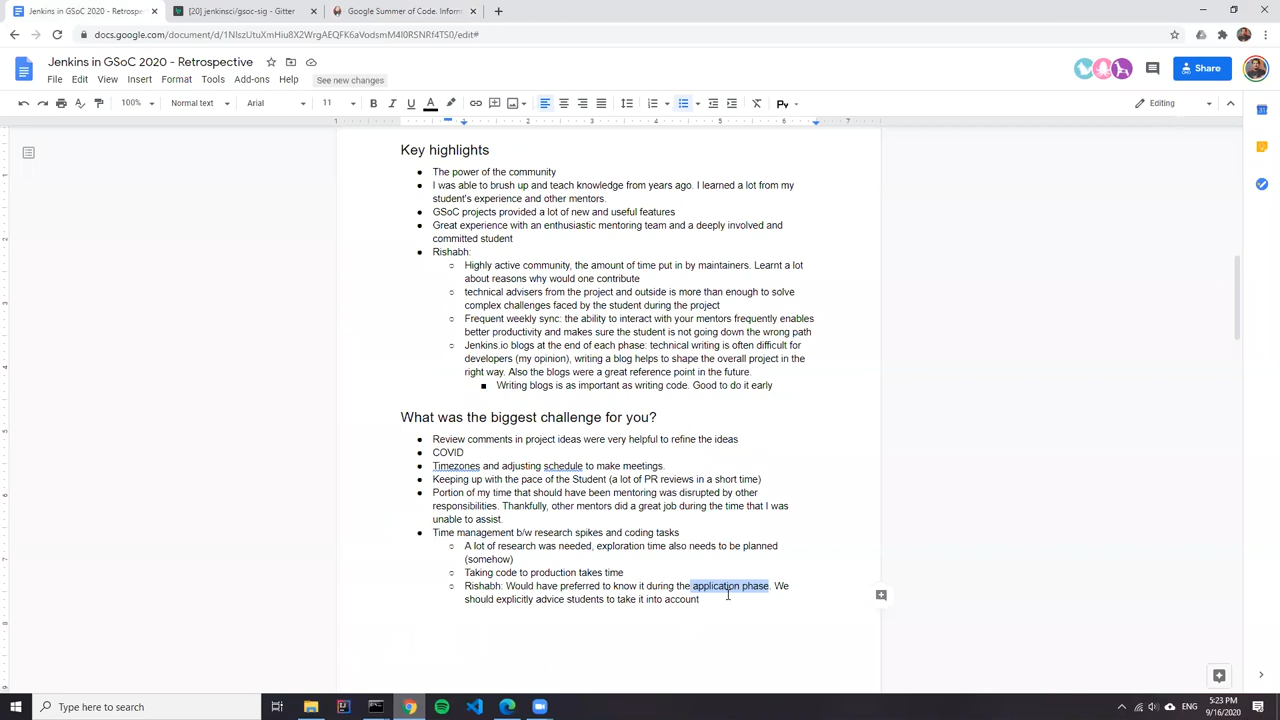 Jenkins in GSoC 2020 - Retrospec
[20] jenkinsci/gsoc-sig - Gitter
Google Summer of Code. Inform
docs.google.com/document/d/1NIszUtuXmHiu8X2WrgAEQFK6aVodsmM4I0RSNRf4TS0/edit#
Jenkins in GSoC 2020 - Retrospective
File Edit View Insert Format Tools Add-ons Help See new changes
Share
100% Normal text Arial 11 B I U A Editing
1 1 2 3 4 5 6 7
Key highlights
● The power of the community
● I was able to brush up and teach knowledge from years ago. I learned a lot from my
student's experience and other mentors.
● GSoC projects provided a lot of new and useful features
● Great experience with an enthusiastic mentoring team and a deeply involved and
committed student
● Rishabh:
○ Highly active community, the amount of time put in by maintainers. Learnt a lot
about reasons why would one contribute
○ technical advisers from the project and outside is more than enough to solve
complex challenges faced by the student during the project
○ Frequent weekly sync: the ability to interact with your mentors frequently enables
better productivity and makes sure the student is not going down the wrong path
○ Jenkins.io blogs at the end of each phase: technical writing is often difficult for
developers (my opinion), writing a blog helps to shape the overall project in the
right way. Also the blogs were a great reference point in the future.
■ Writing blogs is as important as writing code. Good to do it early
What was the biggest challenge for you?
● Review comments in project ideas were very helpful to refine the ideas
● COVID
● Timezones and adjusting schedule to make meetings.
● Keeping up with the pace of the Student (a lot of PR reviews in a short time)
● Portion of my time that should have been mentoring was disrupted by other
responsibilities. Thankfully, other mentors did a great job during the time that I was
unable to assist.
● Time management b/w research spikes and coding tasks
○ A lot of research was needed, exploration time also needs to be planned
(somehow)
○ Taking code to production takes time
○ Rishabh: Would have preferred to know it during the application phase. We
should explicitly advice students to take it into account
Type here to search
ENG
5:23 PM
9/16/2020